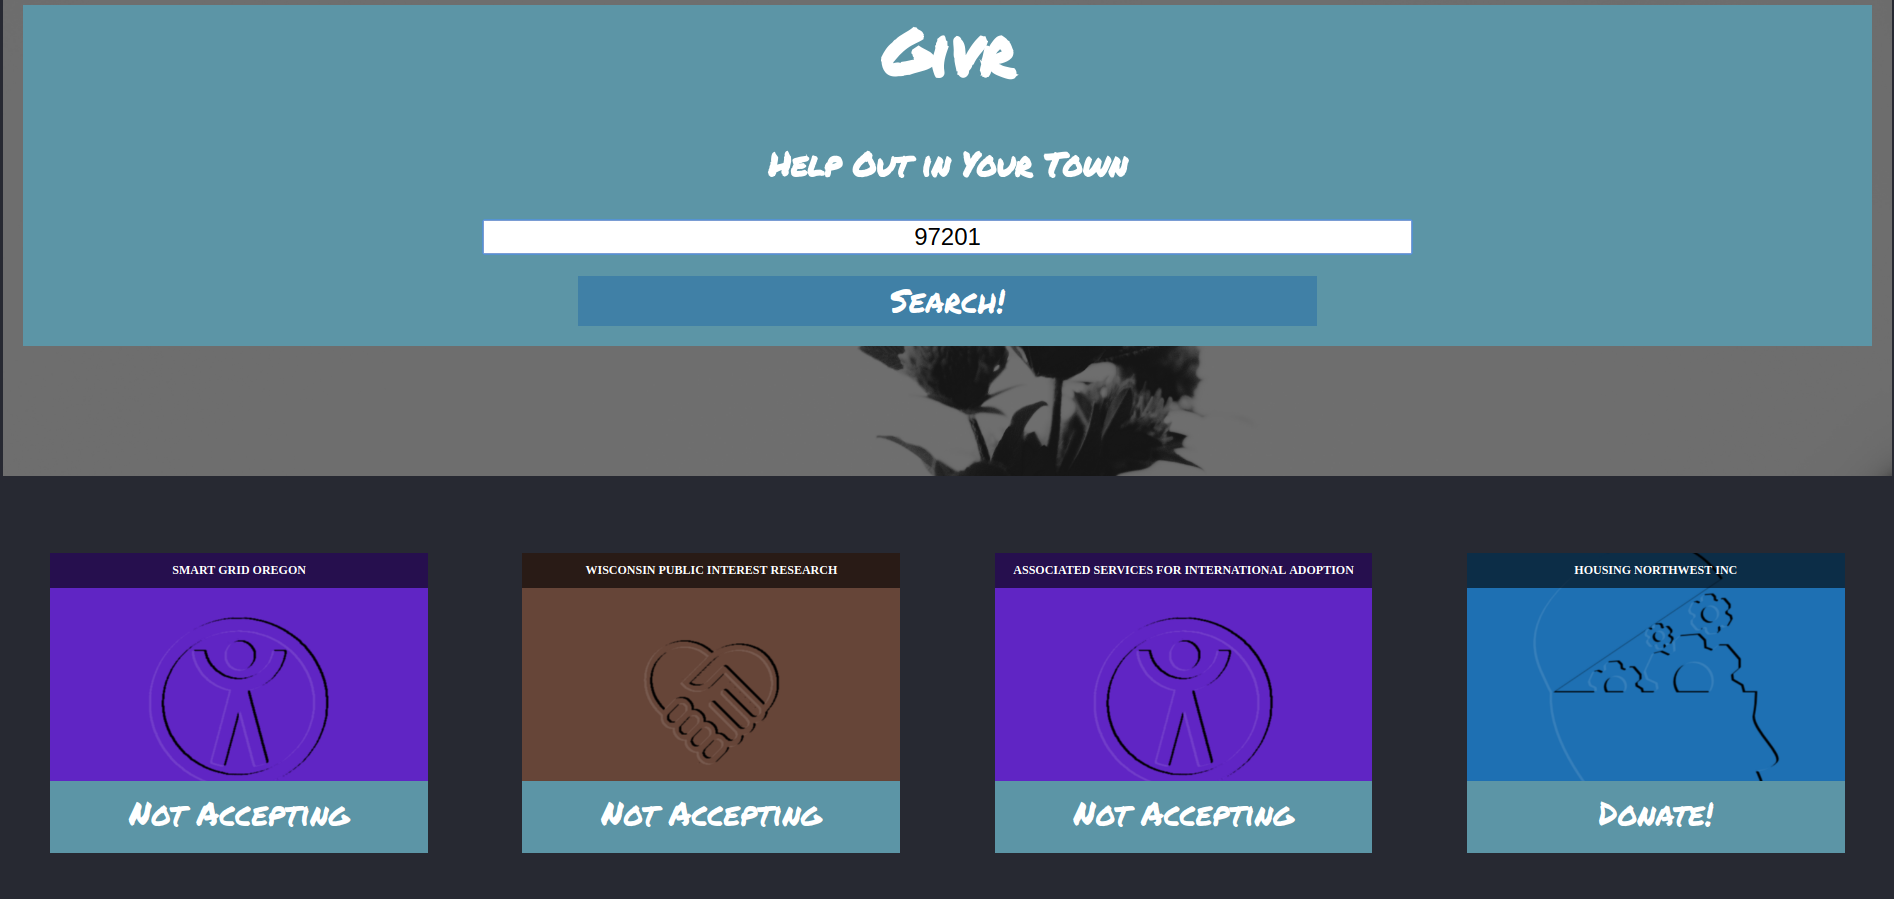 Givr
Help Out in Your Town
97201
Search!
SMART GRID OREGON
WISCONSIN PUBLIC INTEREST RESEARCH
ASSOCIATED SERVICES FOR INTERNATIONAL ADOPTION
HOUSING NORTHWEST INC
Not Accepting
Not Accepting
Not Accepting
Donate!